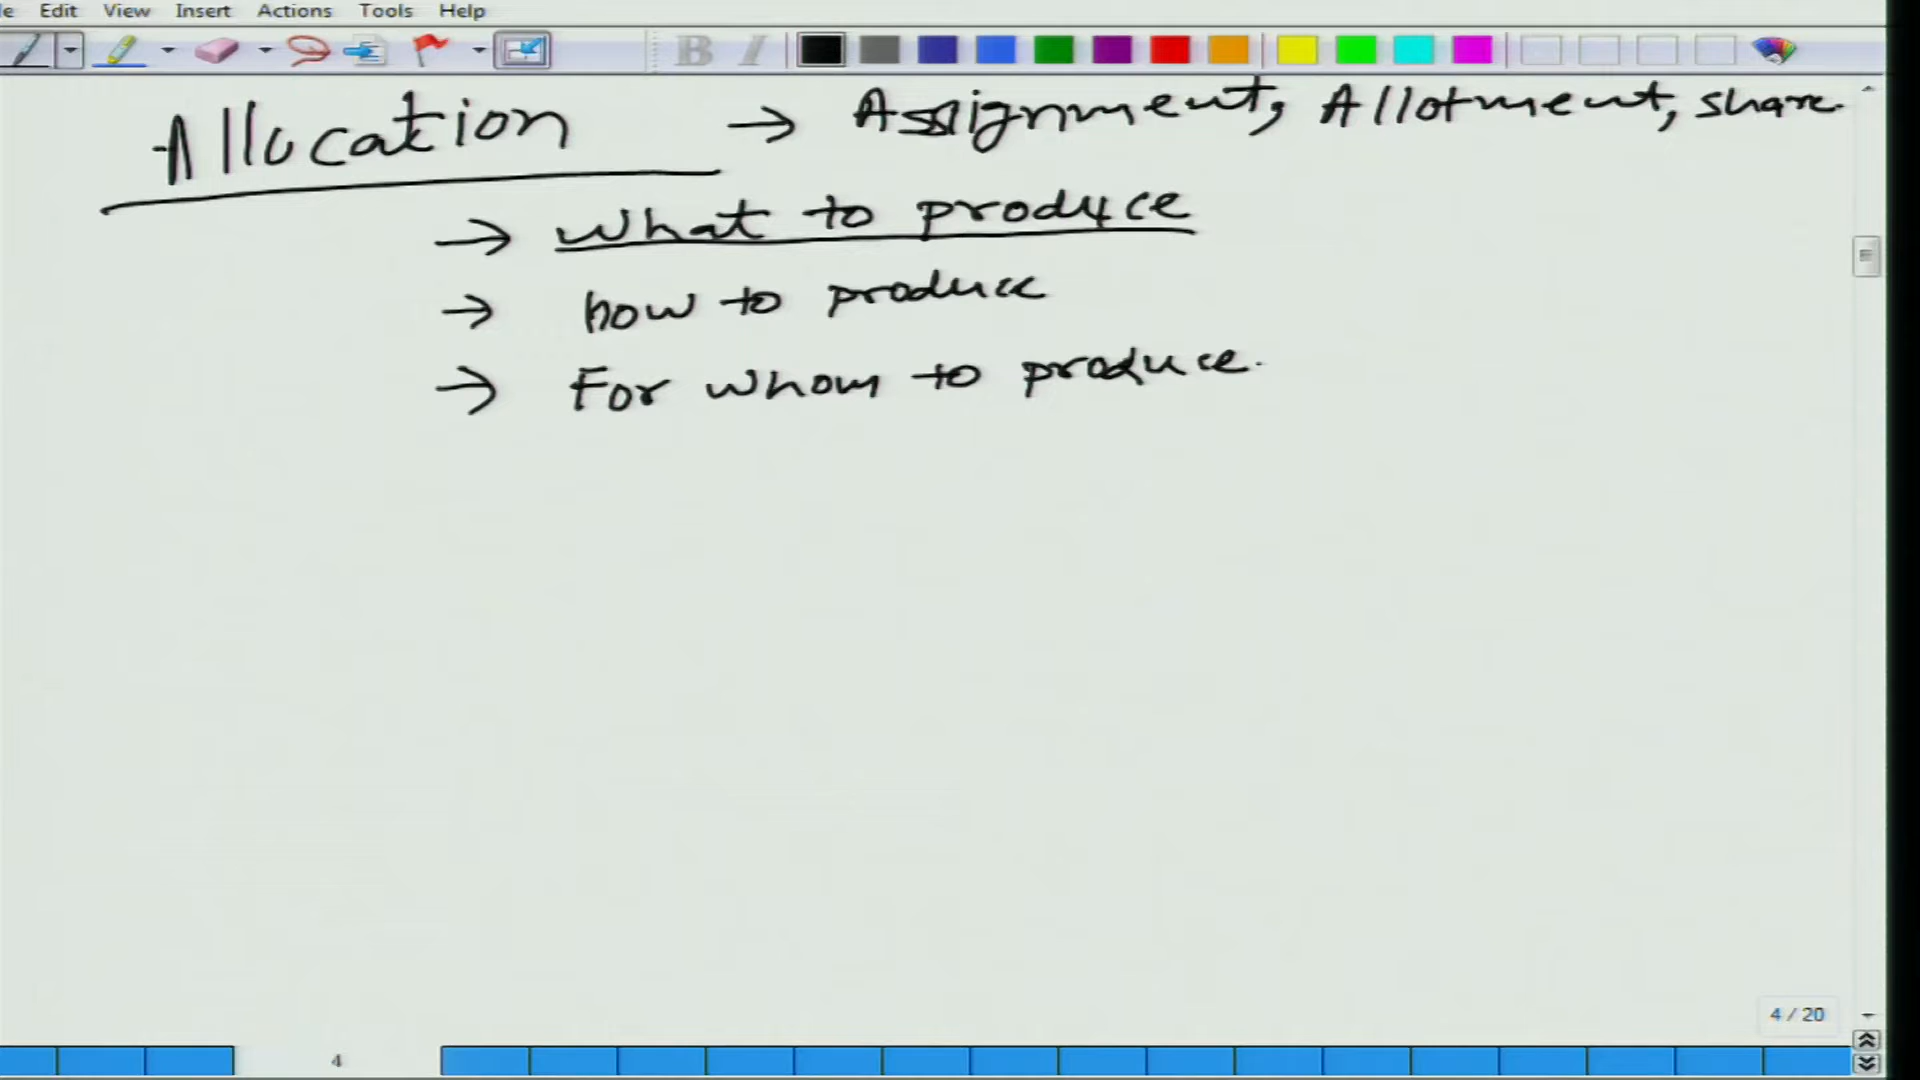 le Edit View Insert Actions Tools Help
B I
Allocation → Assignment, Allotment, share.
→ What to produce
→ how to produce
→ For whom to produce.
4 / 20
4